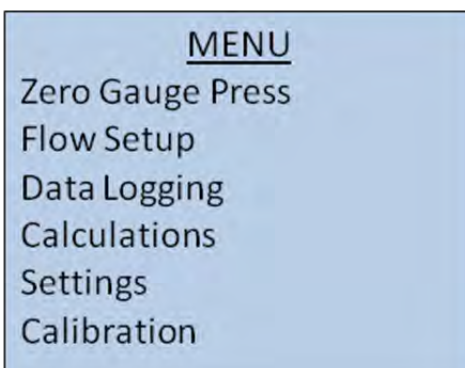 MENU
Zero Gauge Press
Flow Setup
Data Logging
Calculations
Settings
Calibration